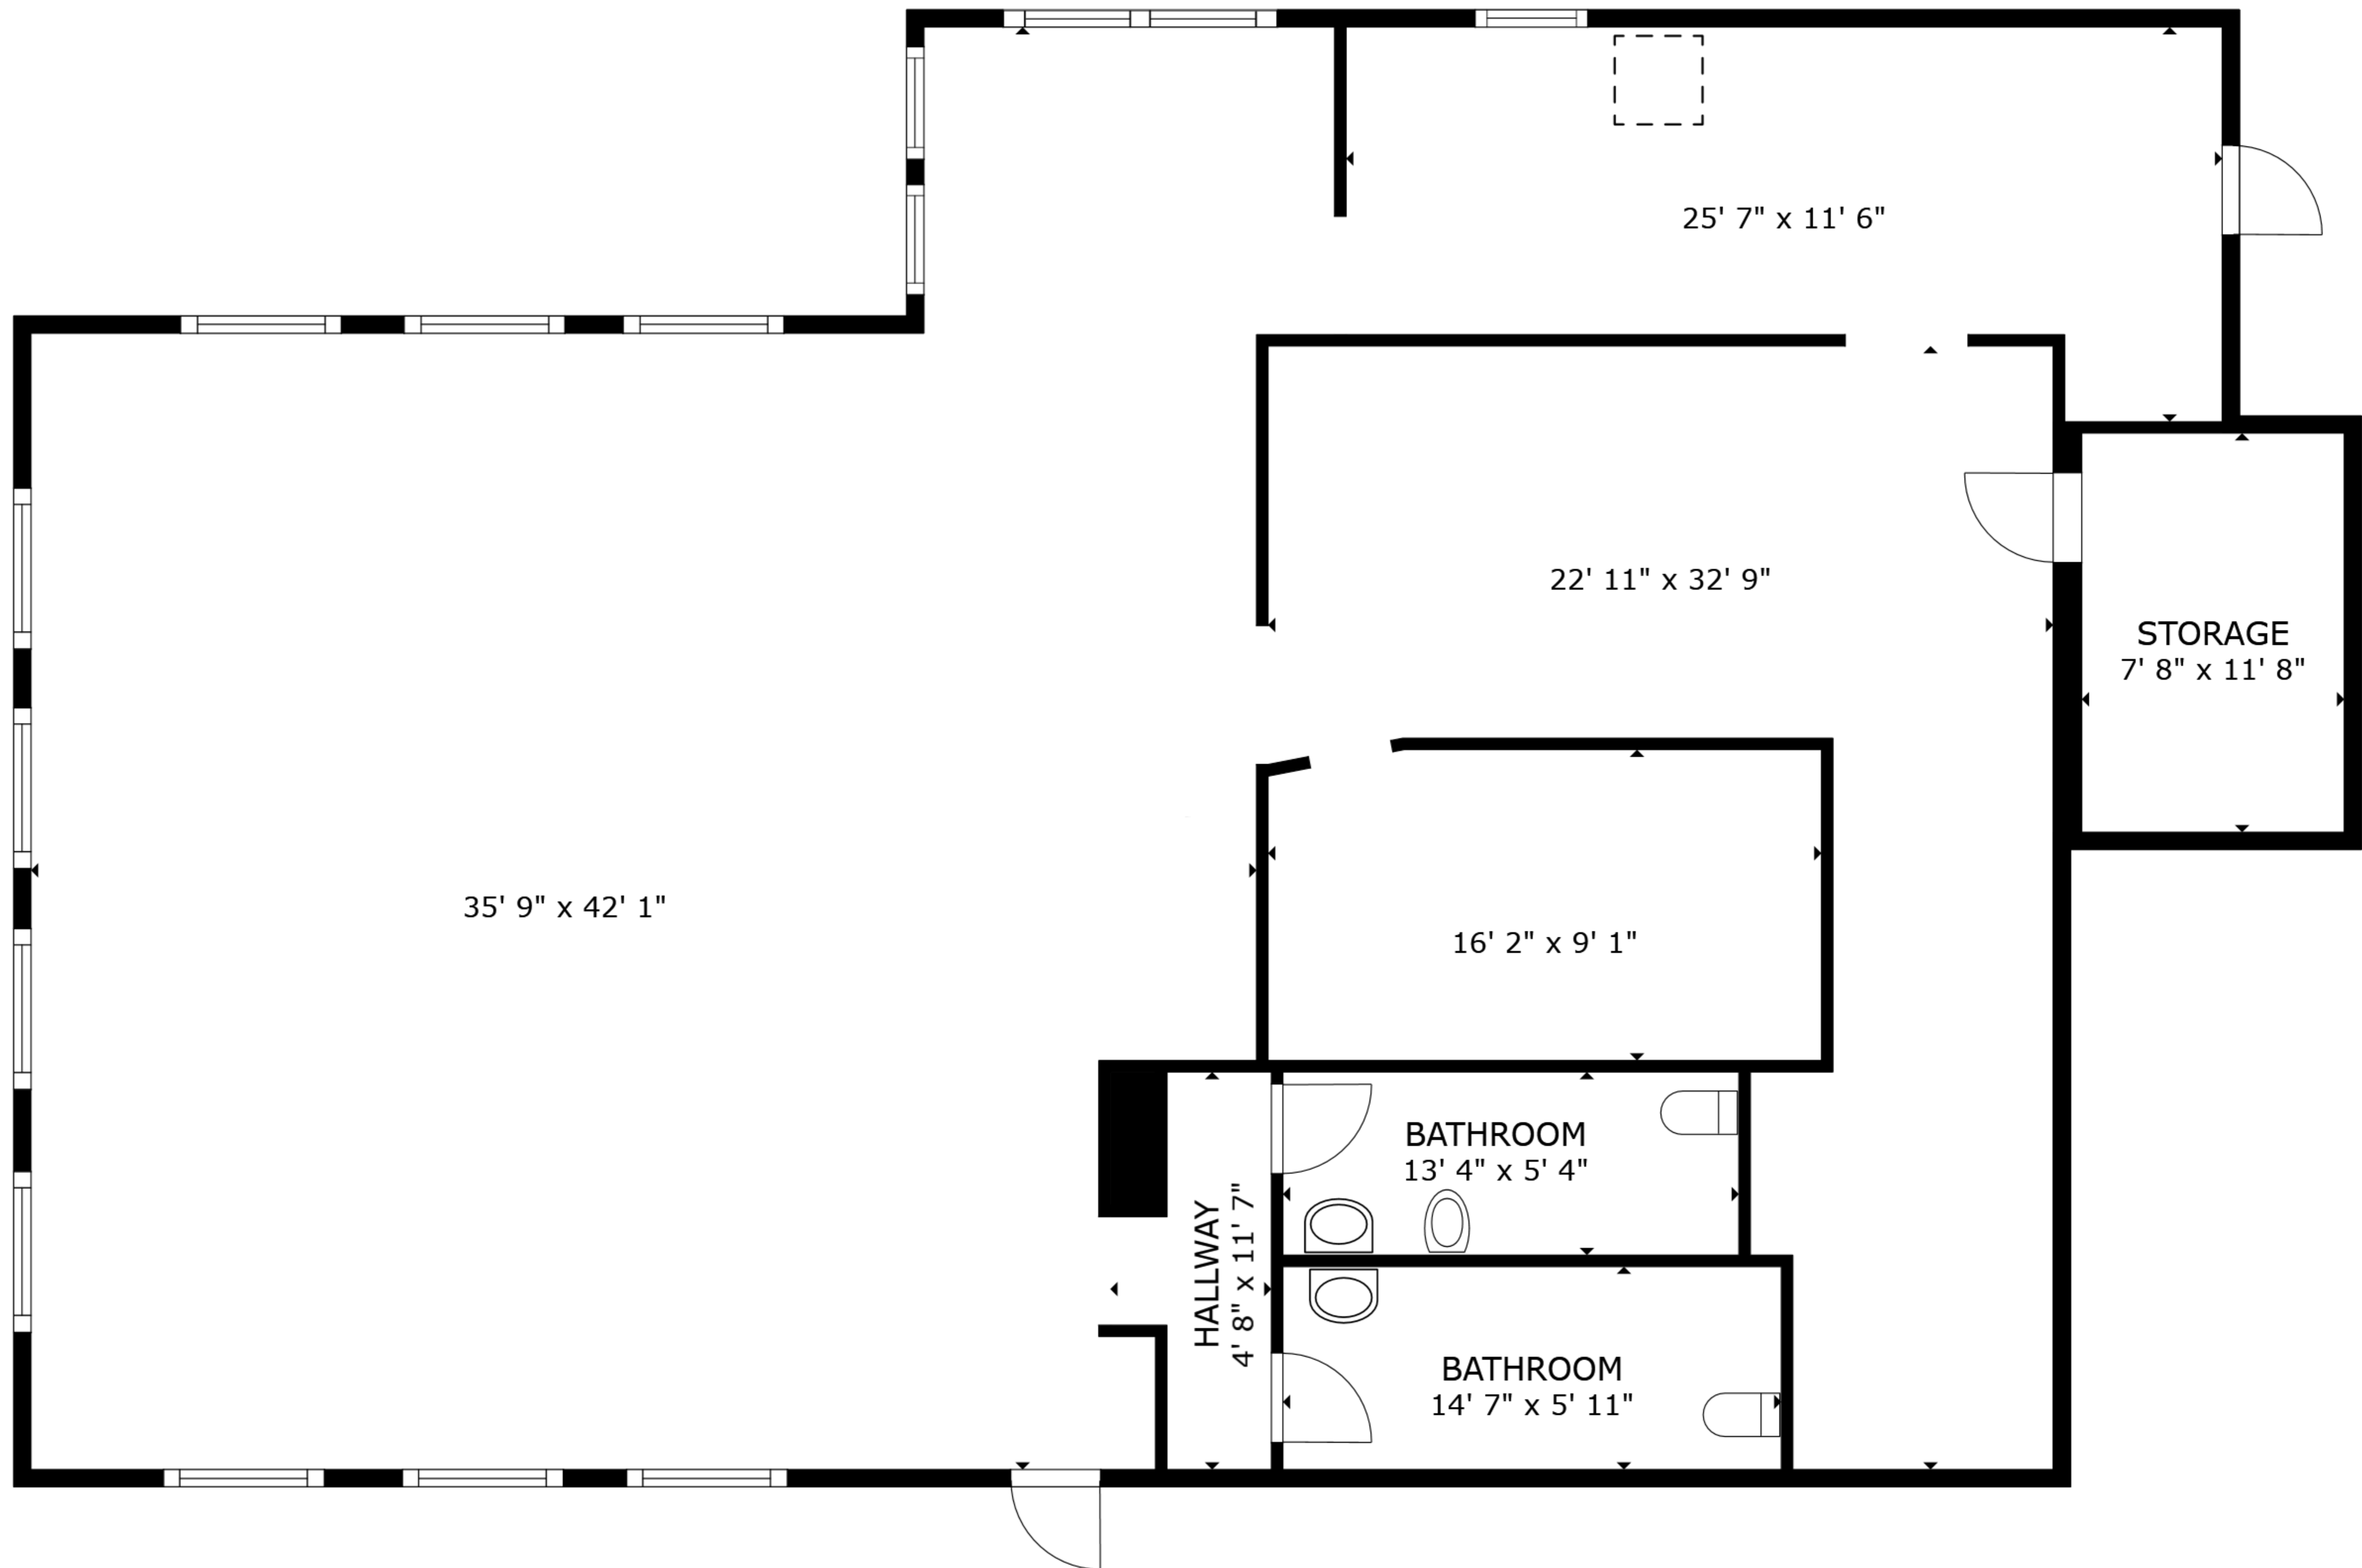 25' 7" x 11' 6"
22' 11" x 32' 9"
STORAGE
7' 8" x 11' 8"
35' 9" x 42' 1"
16' 2" x 9' 1"
BATHROOM
13' 4" x 5' 4"
HALLWAY
4' 8" x 11' 7"
BATHROOM
14' 7" x 5' 11"